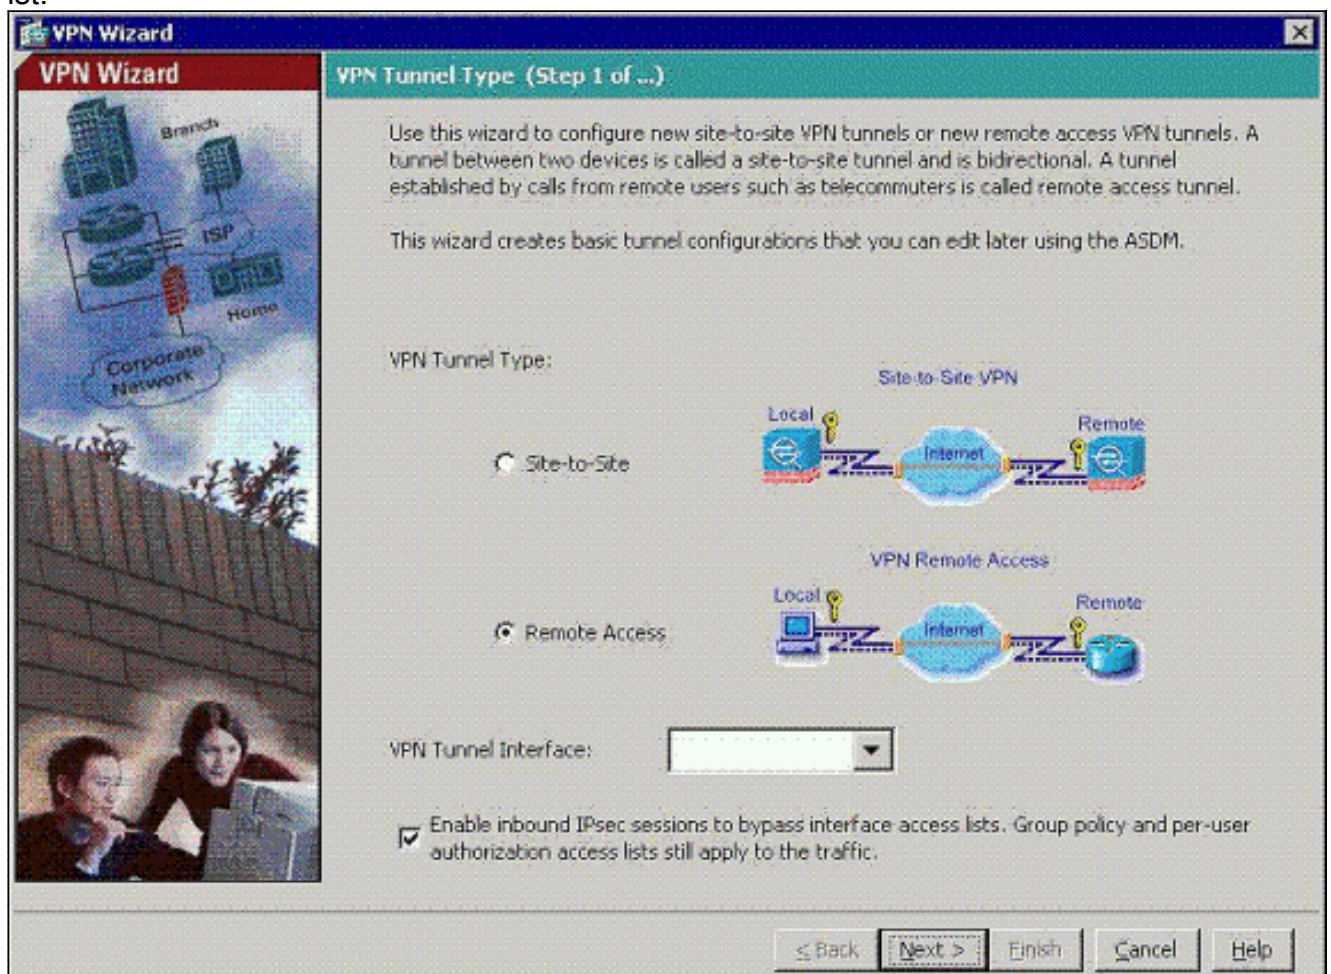 ist.
VPN Wizard
VPN Wizard
Branch
ISP
Home
Corporate
Network
VPN Tunnel Type (Step 1 of ...)
Use this wizard to configure new site-to-site VPN tunnels or new remote access VPN tunnels. A
tunnel between two devices is called a site-to-site tunnel and is bidirectional. A tunnel
established by calls from remote users such as telecommuters is called remote access tunnel.
This wizard creates basic tunnel configurations that you can edit later using the ASDM.
VPN Tunnel Type:
Site-to-Site VPN
Local
Remote
Internet
Site-to-Site
VPN Remote Access
Local
Remote
Internet
Remote Access
VPN Tunnel Interface:
Enable inbound IPsec sessions to bypass interface access lists. Group policy and per-user
authorization access lists still apply to the traffic.
< Back
Next >
Finish
Cancel
Help